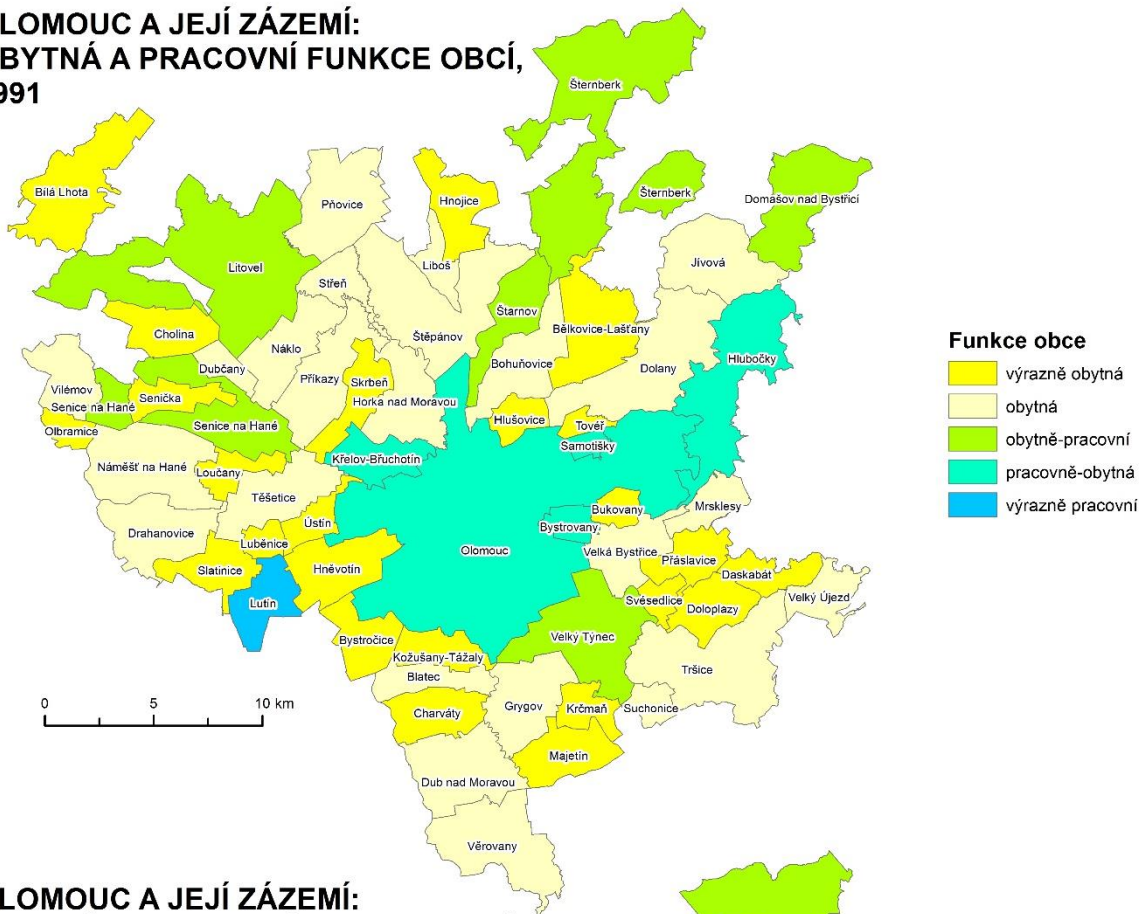 LOMOUC A JEJÍ ZÁZEMÍ:
BYTNÁ A PRACOVNÍ FUNKCE OBCÍ,
991
Šternberk
Bílá Lhota
Pňovice
Hnojice
Šternberk
Domašov nad Bystřicí
Litovel
Liboš
Jívová
Střeň
Štarnov
Cholina
Štěpánov
Bělkovice-Lašťany
Náklo
Bohuňovice
Hlubočky
Dubčany
Příkazy
Skrbeň
Dolany
Vilémov
Senička
Horka nad Moravou
Senice na Hané
Hlušovice
Tovéř
Olbramice
Senice na Hané
Samotišky
Křelov-Břuchotín
Náměšť na Hané
Loučany
Těšetice
Mrsklesy
Bukovany
Ústín
Bystrovany
Drahanovice
Luběnice
Olomouc
Velká Bystřice
Přáslavice
Slatinice
Hněvotín
Daskabát
Lutín
Svésedlice
Doloplazy
Velký Újezd
Bystročice
Velký Týnec
Kožušany-Tážaly
Tršice
Blatec
Charváty
Grygov
Krčmaň
Suchonice
Majetín
Dub nad Moravou
Věrovany
Funkce obce
výrazně obytná
obytná
obytně-pracovní
pracovně-obytná
výrazně pracovní
0 5 10 km
LOMOUC A JEJÍ ZÁZEMÍ: